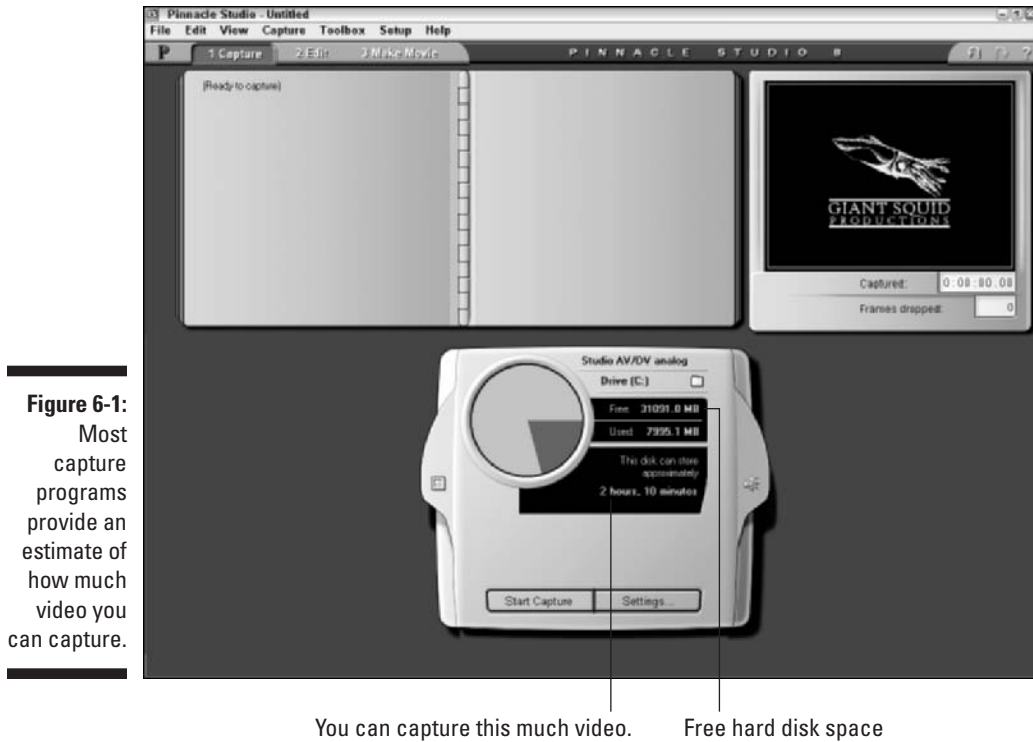 Pinnacle Studio - Untitled
File Edit View Capture Toolbox Setup Help
P 1 Capture 2 Edit 3 Make Movie PINNACLE STUDIO 8 ?
(Ready to capture)
GIANT SQUID
PRODUCTIONS
Captured:
Frames dropped: 0
Studio AV/DV analog
Drive (C:)
Free 31091.0 MB
Used 7995.1 MB
This disk can store
approximately
2 hours, 10 minutes
Start Capture Settings...
Figure 6-1:
Most
capture
programs
provide an
estimate of
how much
video you
can capture.
You can capture this much video. Free hard disk space